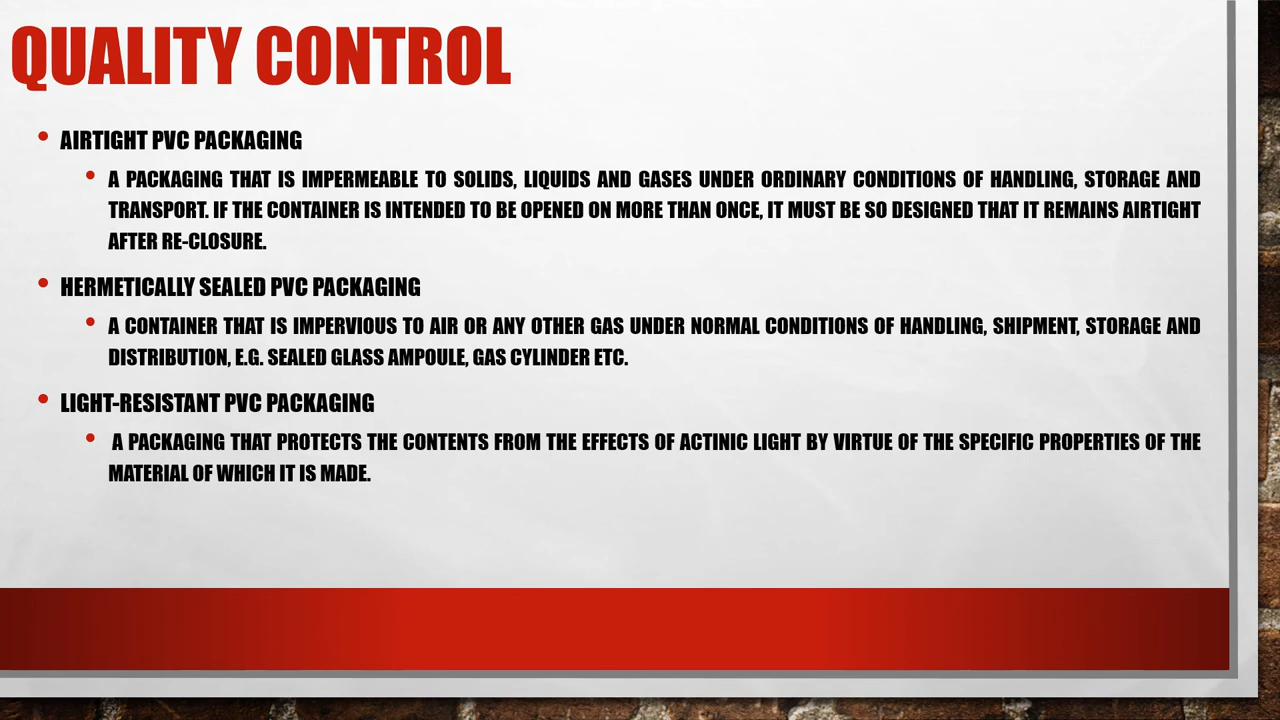 QUALITY CONTROL
• AIRTIGHT PVC PACKAGING
• A PACKAGING THAT IS IMPERMEABLE TO SOLIDS, LIQUIDS AND GASES UNDER ORDINARY CONDITIONS OF HANDLING, STORAGE AND
TRANSPORT. IF THE CONTAINER IS INTENDED TO BE OPENED ON MORE THAN ONCE, IT MUST BE SO DESIGNED THAT IT REMAINS AIRTIGHT
AFTER RE-CLOSURE.
• HERMETICALLY SEALED PVC PACKAGING
• A CONTAINER THAT IS IMPERVIOUS TO AIR OR ANY OTHER GAS UNDER NORMAL CONDITIONS OF HANDLING, SHIPMENT, STORAGE AND
DISTRIBUTION, E.G. SEALED GLASS AMPOULE, GAS CYLINDER ETC.
• LIGHT-RESISTANT PVC PACKAGING
• A PACKAGING THAT PROTECTS THE CONTENTS FROM THE EFFECTS OF ACTINIC LIGHT BY VIRTUE OF THE SPECIFIC PROPERTIES OF THE
MATERIAL OF WHICH IT IS MADE.